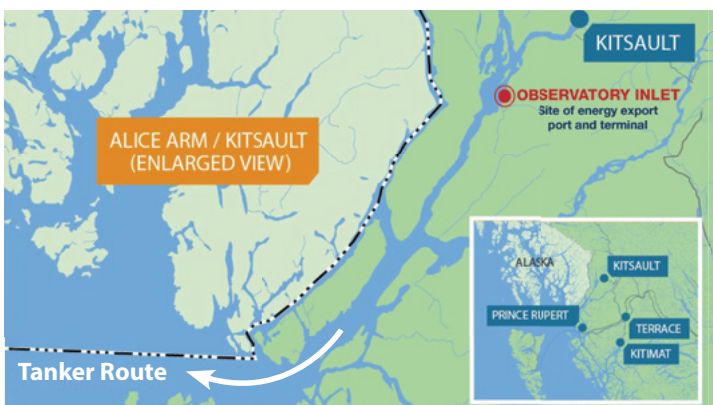 KITSAULT
OBSERVATORY INLET
Site of energy export
port and terminal
ALICE ARM / KITSAULT
(ENLARGED VIEW)
Tanker Route
ALASKA
KITSAULT
PRINCE RUPERT
TERRACE
KITIMAT